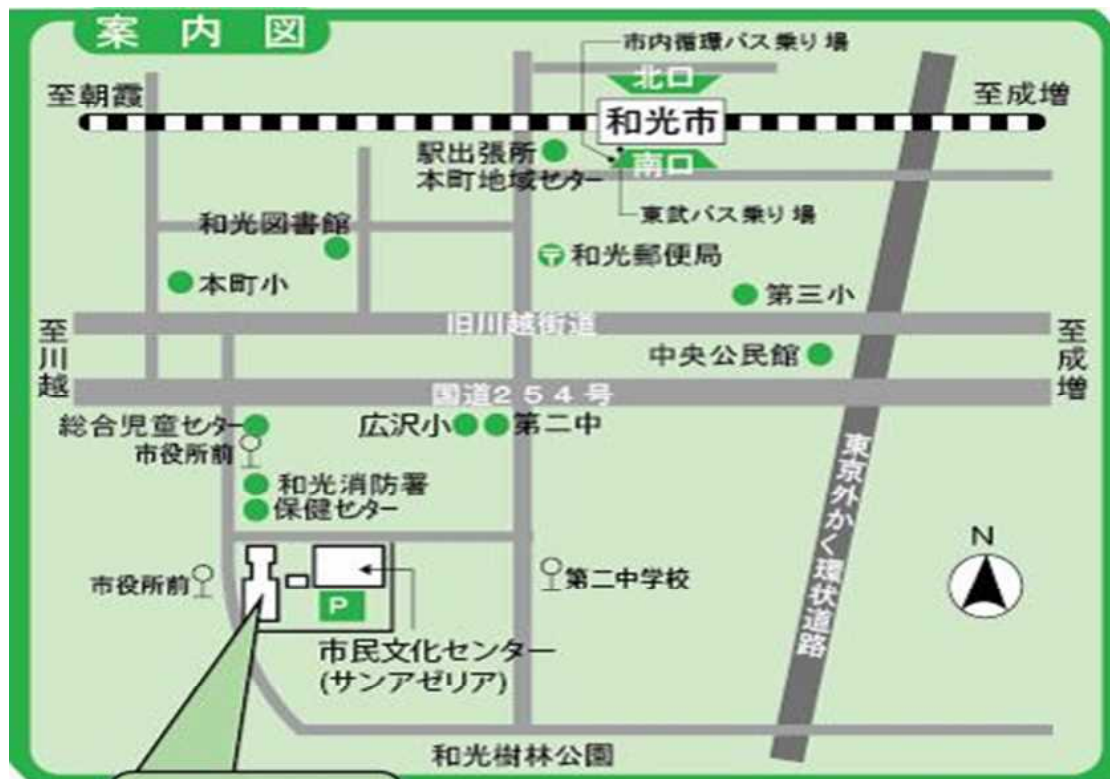 案内図
市内循環バス乗り場
北口
至朝霞
至成増
和光市
駅出張所
本町地域センター
南口
東武バス乗り場
和光図書館
〒和光郵便局
本町小
第三小
至川越
旧川越街道
至成増
中央公民館
国道254号
総合児童センター
広沢小
第二中
市役所前
和光消防署
保健センター
東京外かく環状道路
N
市役所前
第二中学校
P
市民文化センター
(サンアゼリア)
和光樹林公園